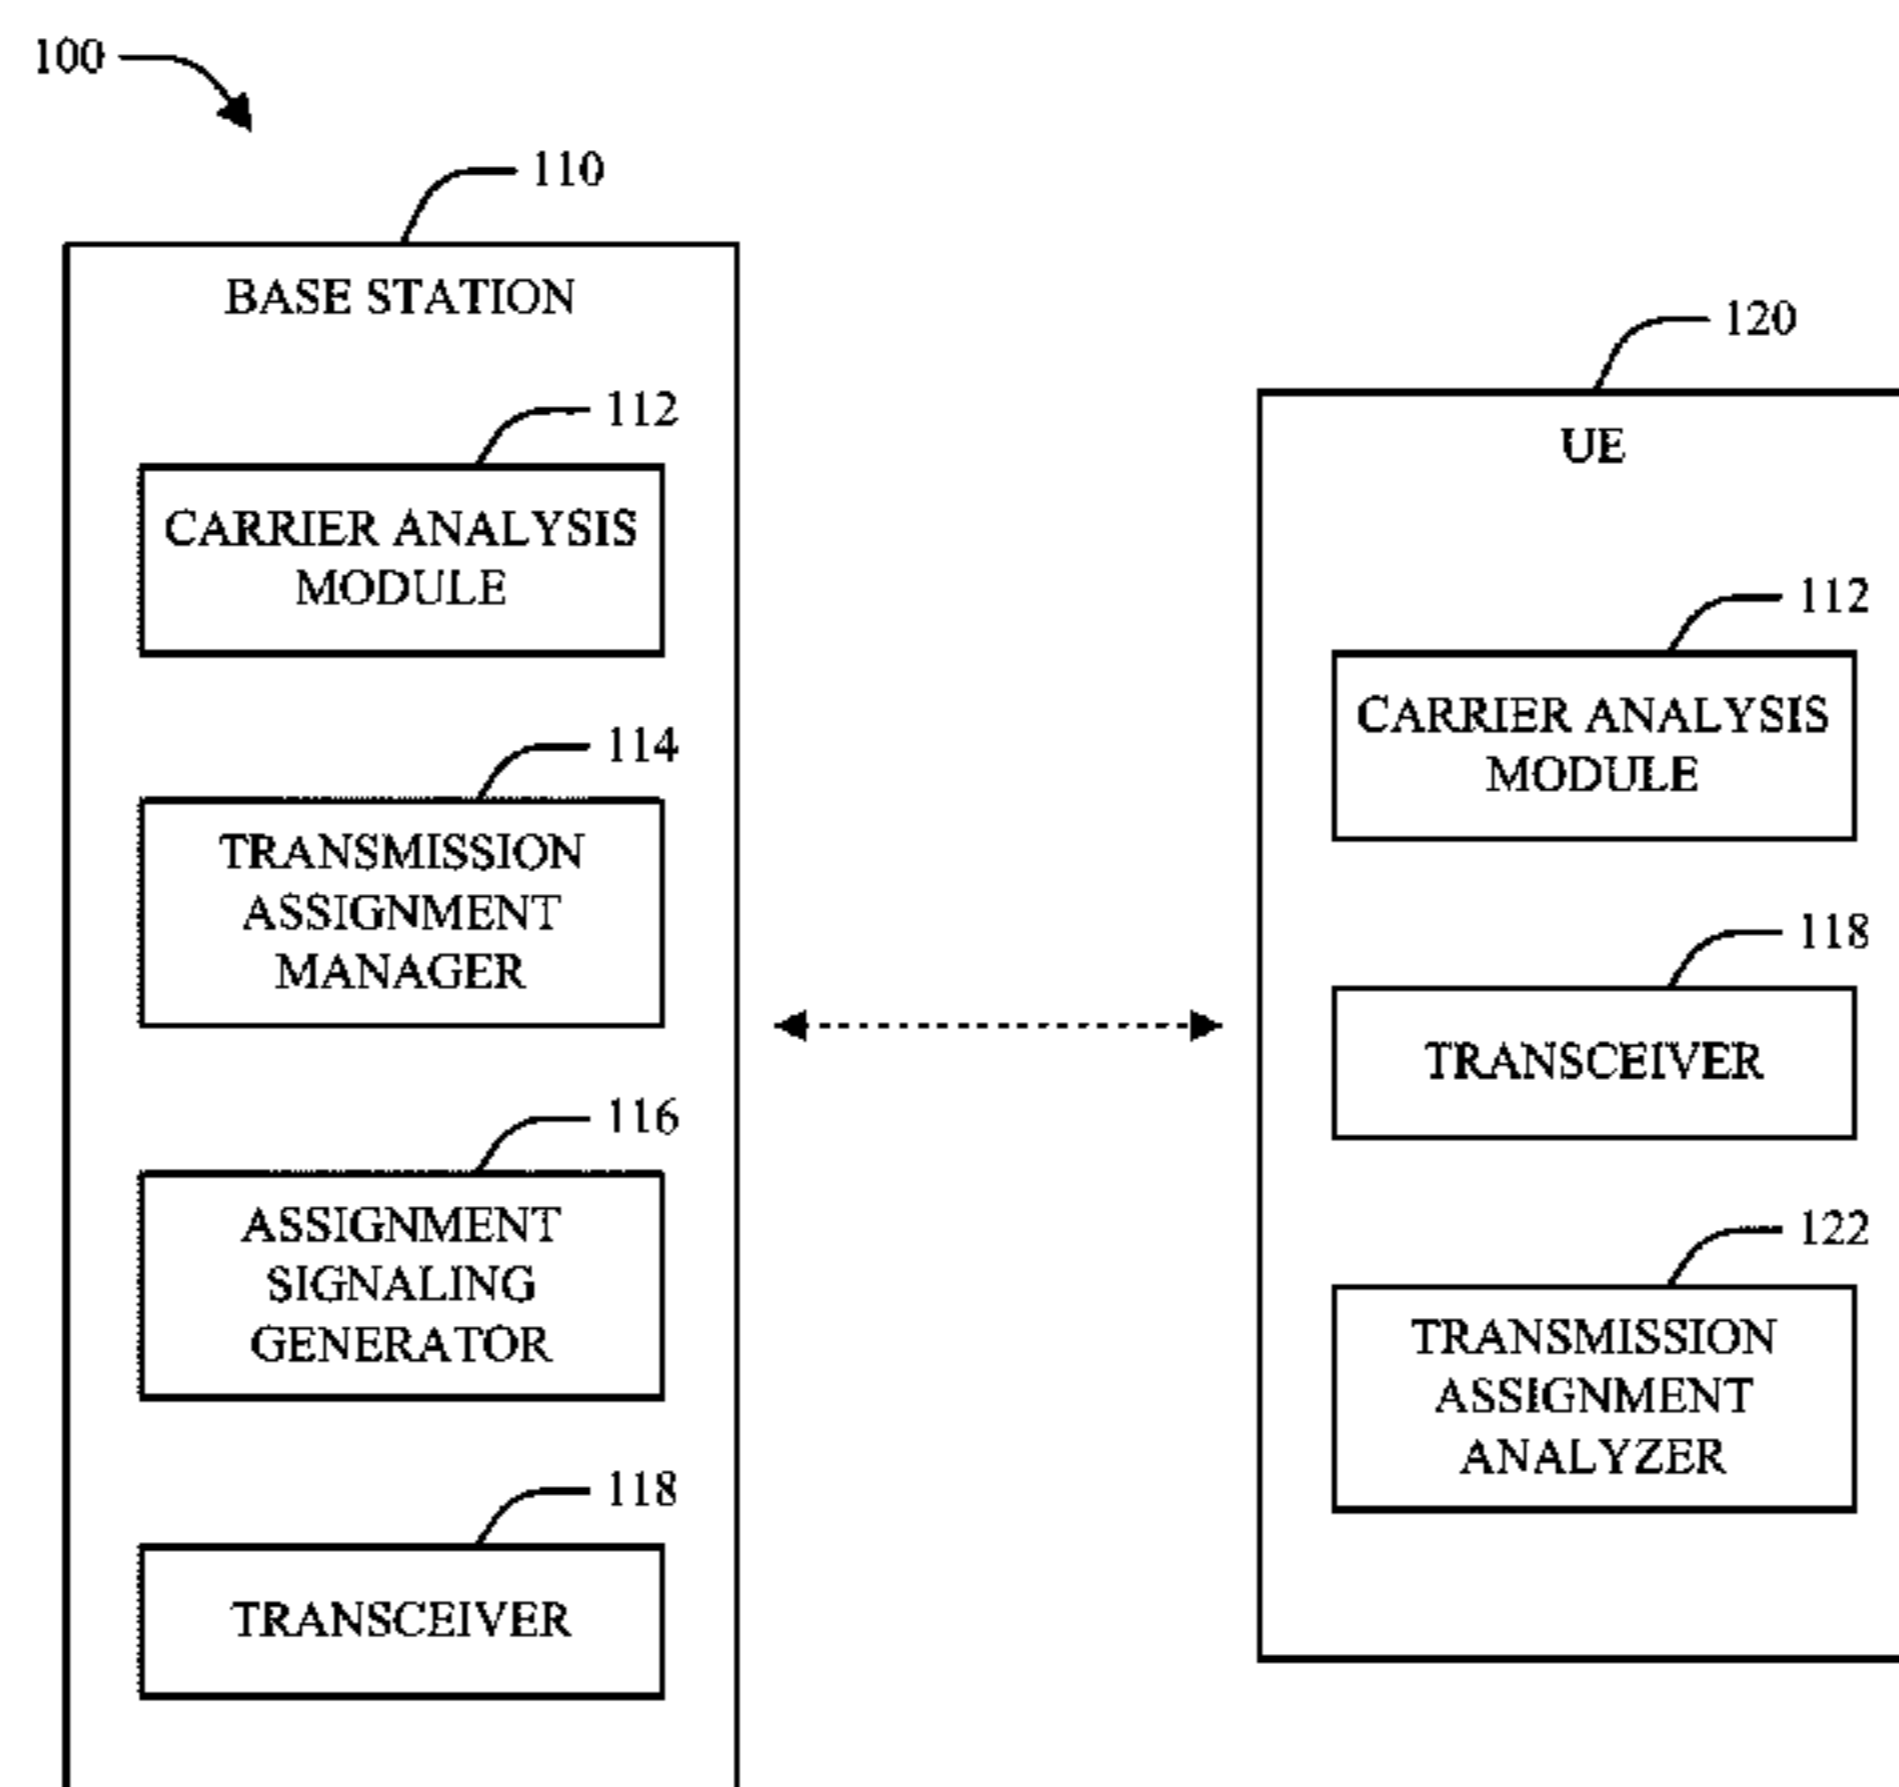 100
110
BASE STATION
112
CARRIER ANALYSIS
MODULE
114
TRANSMISSION
ASSIGNMENT
MANAGER
116
ASSIGNMENT
SIGNALING
GENERATOR
118
TRANSCEIVER
120
UE
112
CARRIER ANALYSIS
MODULE
118
TRANSCEIVER
122
TRANSMISSION
ASSIGNMENT
ANALYZER